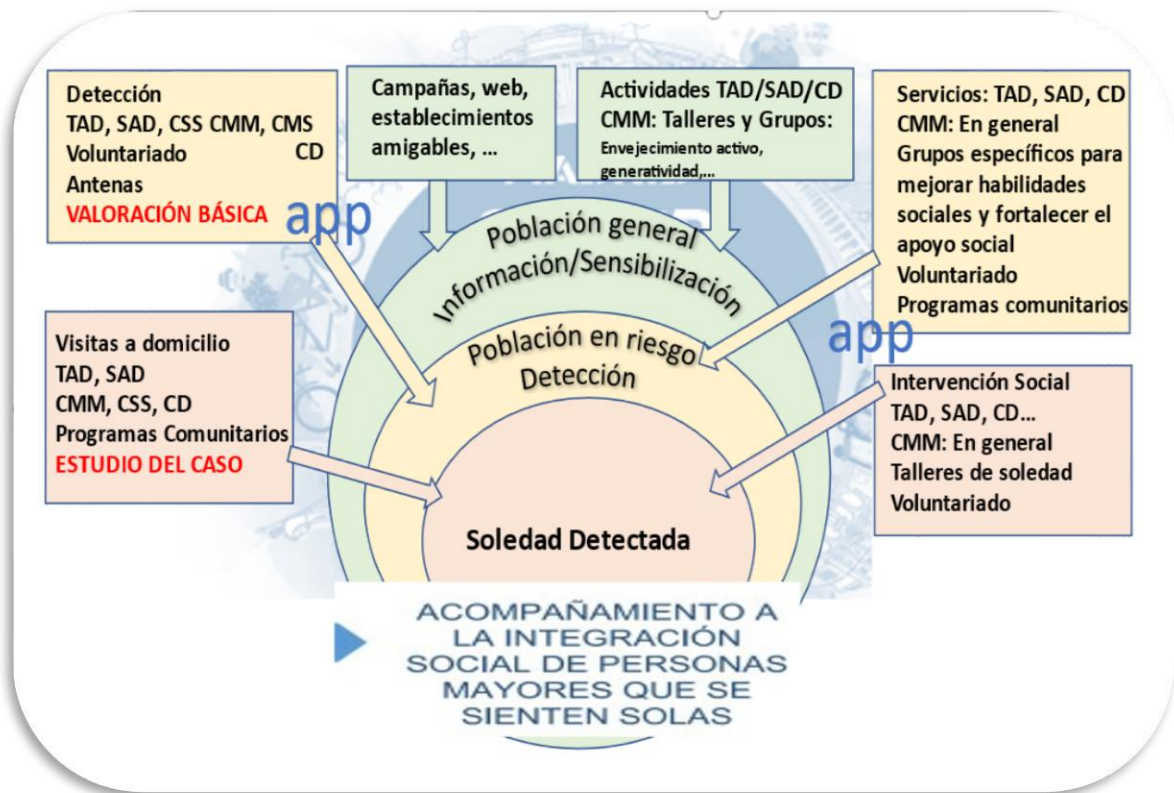 Detección
TAD, SAD, CSS CMM, CMS
Voluntariado CD
Antenas
VALORACIÓN BÁSICA
app
Campañas, web,
establecimientos
amigables, ...
Actividades TAD/SAD/CD
CMM: Talleres y Grupos:
Envejecimiento activo,
generatividad,...
Servicios: TAD, SAD, CD
CMM: En general
Grupos específicos para
mejorar habilidades
sociales y fortalecer el
apoyo social
Voluntariado
Programas comunitarios
app
Población general
Información/Sensibilización
Población en riesgo
Detección
Visitas a domicilio
TAD, SAD
CMM, CSS, CD
Programas Comunitarios
ESTUDIO DEL CASO
Intervención Social
TAD, SAD, CD...
CMM: En general
Talleres de soledad
Voluntariado
Soledad Detectada
ACOMPAÑAMIENTO A
LA INTEGRACIÓN
SOCIAL DE PERSONAS
MAYORES QUE SE
SIENTEN SOLAS